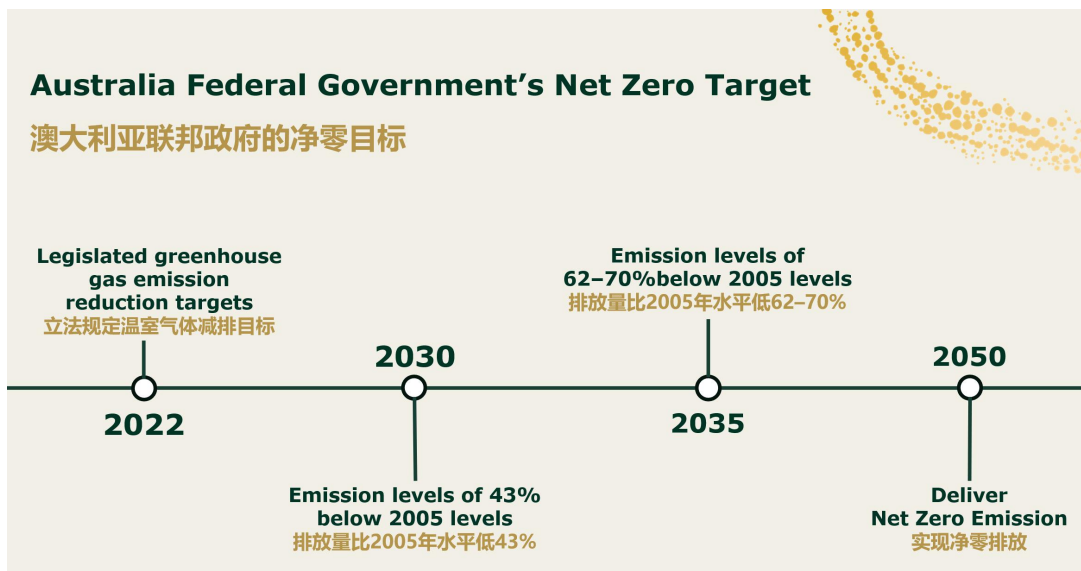 Australia Federal Government’s Net Zero Target
澳大利亚联邦政府的净零目标
Legislated greenhouse
gas emission
reduction targets
立法规定温室气体减排目标
2022
2030
Emission levels of 43%
below 2005 levels
排放量比2005年水平低43%
Emission levels of
62–70%below 2005 levels
排放量比2005年水平低62–70%
2035
2050
Deliver
Net Zero Emission
实现净零排放